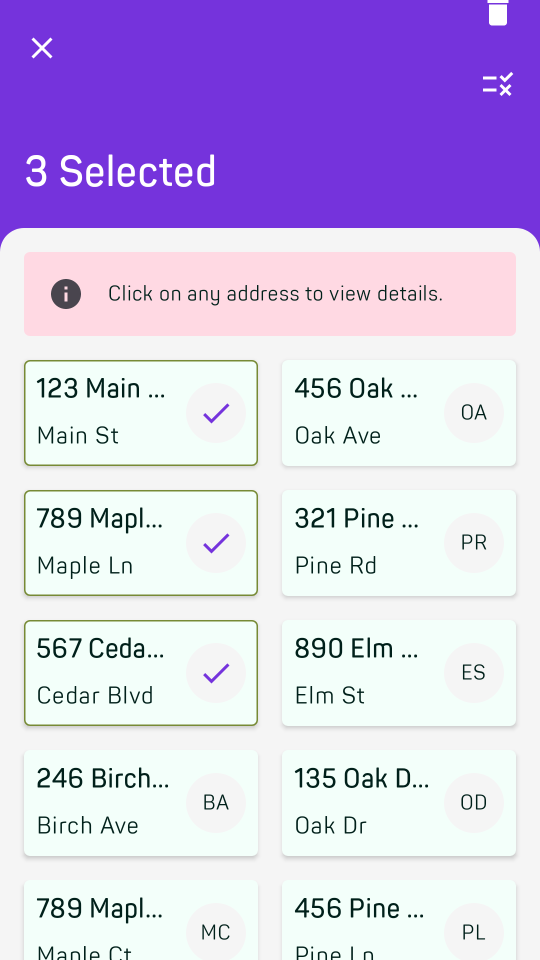 3 Selected
Click on any address to view details.
123 Main ...
Main St
456 Oak ...
OA
Oak Ave
789 Mapl...
Maple Ln
321 Pine ...
PR
Pine Rd
567 Ceda...
Cedar Blvd
890 Elm ...
ES
Elm St
246 Birch...
BA
Birch Ave
135 Oak D...
OD
Oak Dr
789 Mapl...
MC
Maple Ct
456 Pine ...
PL
Pine Ln